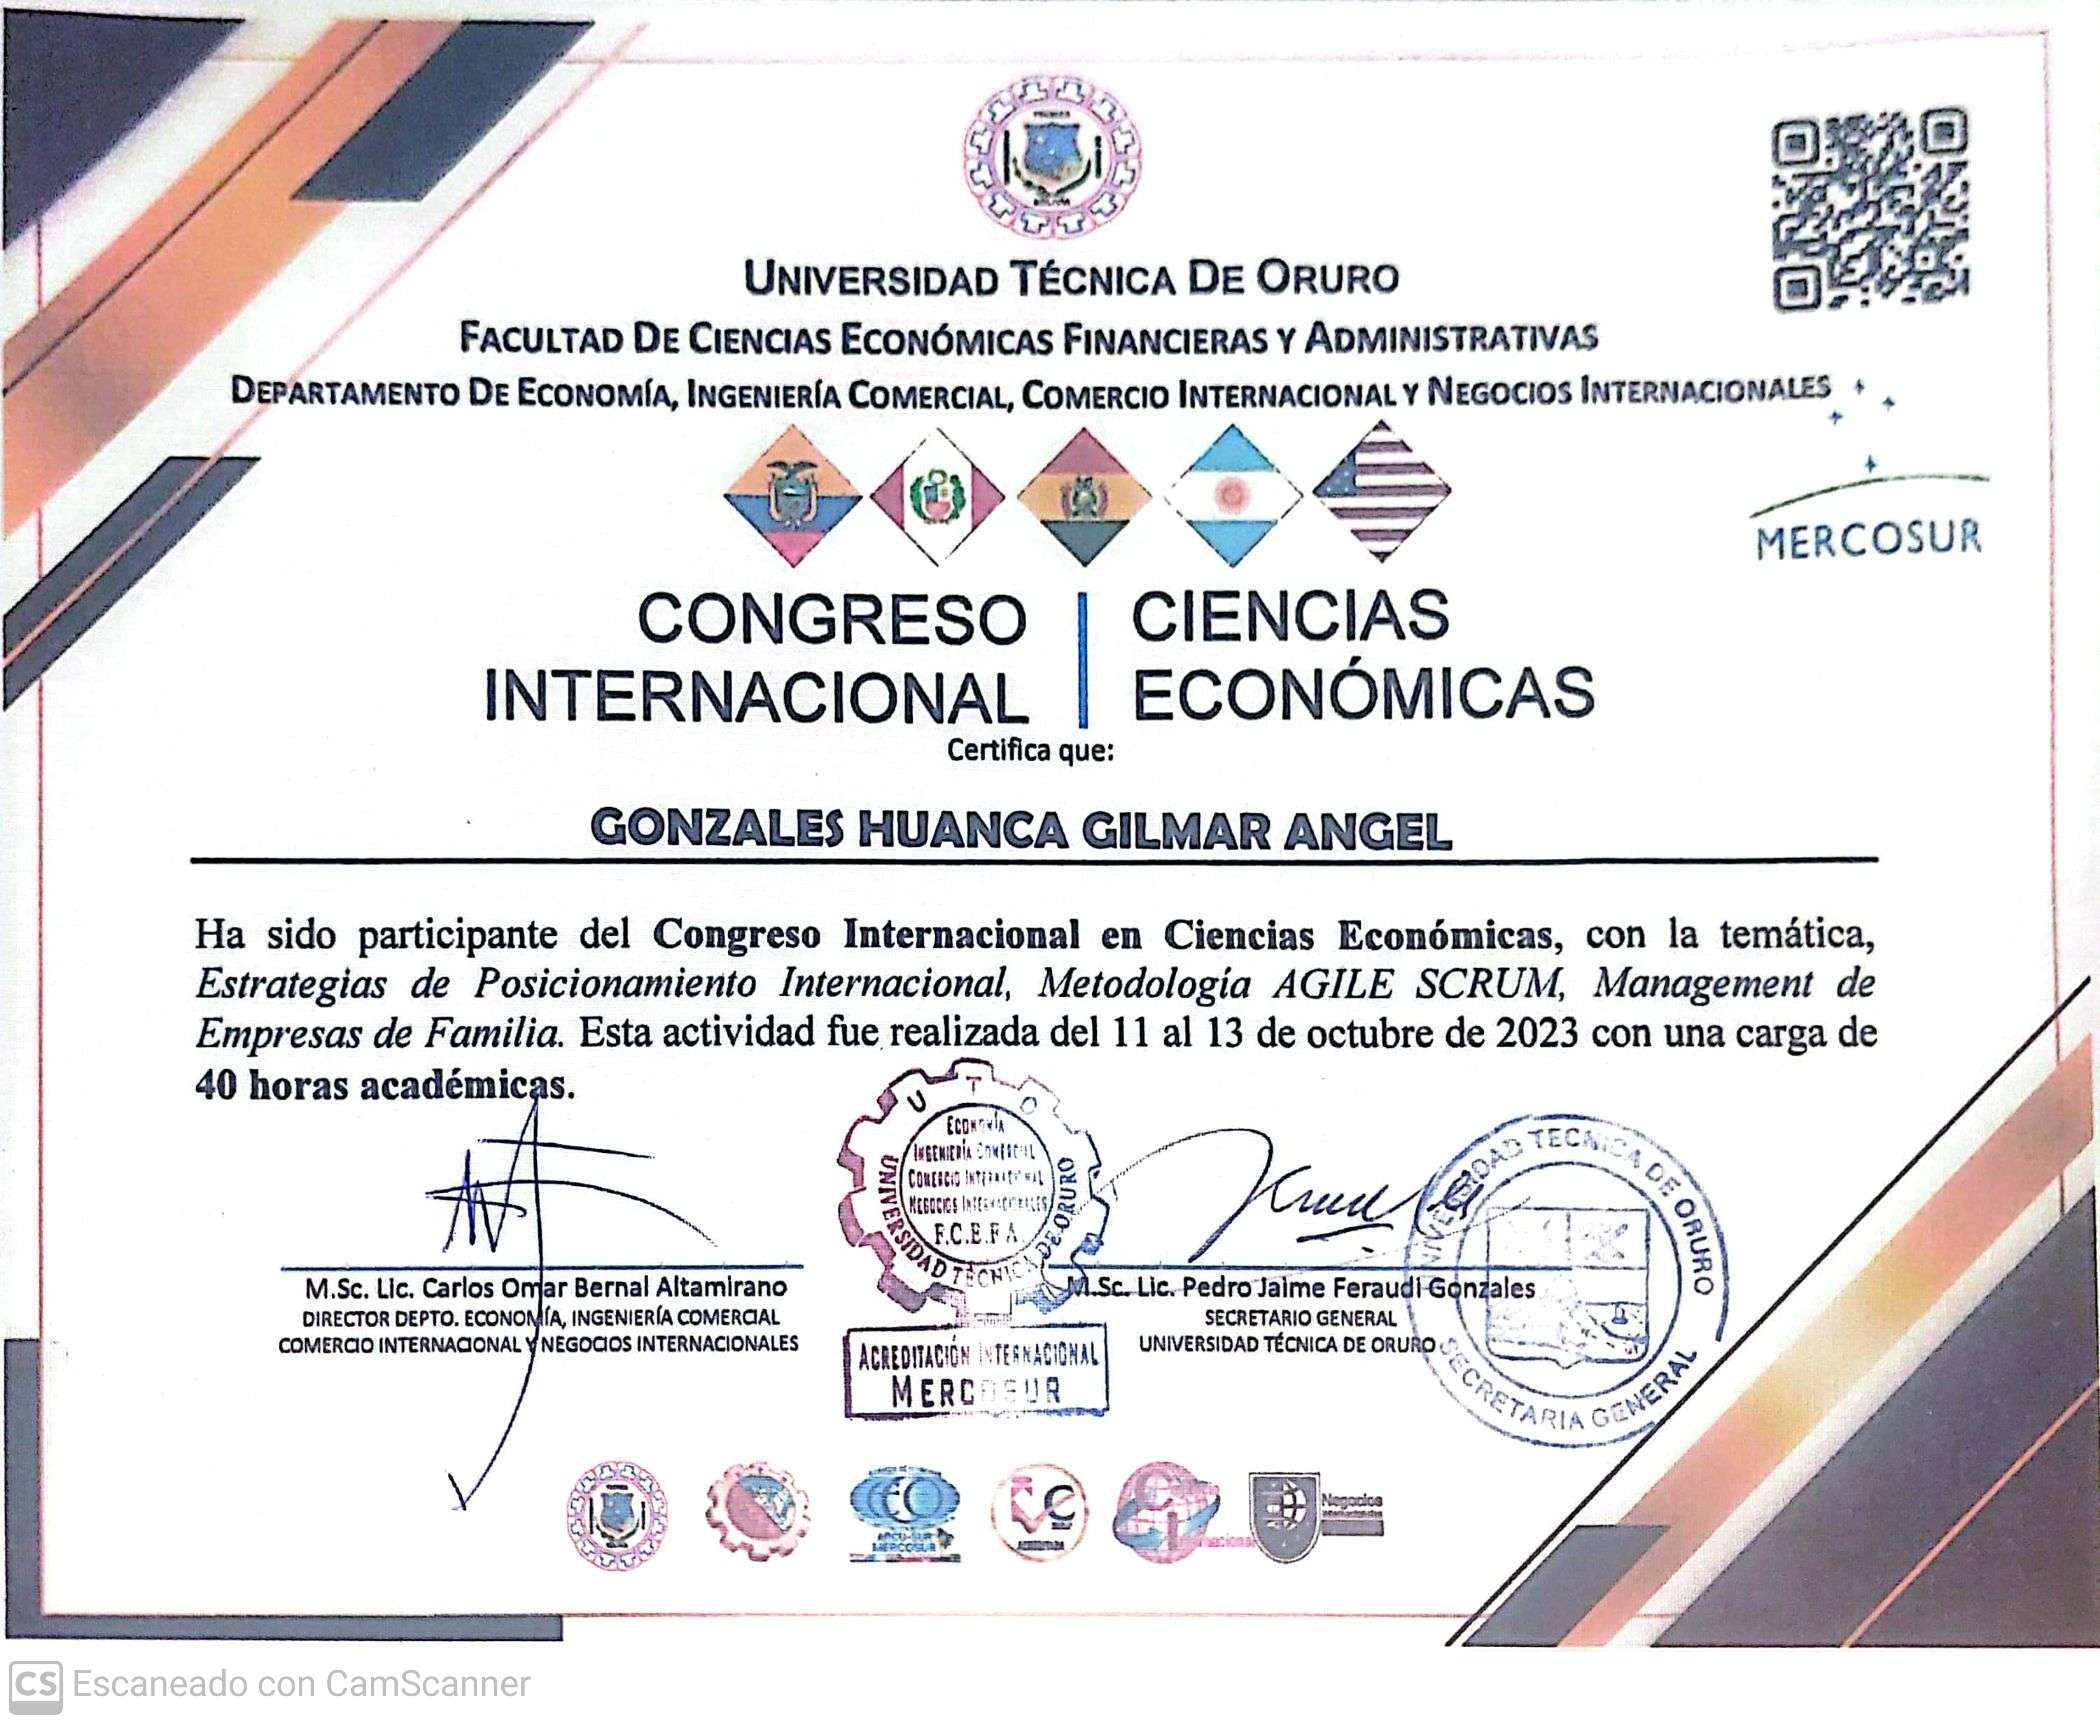 UNIVERSIDAD TÉCNICA DE ORURO
FACULTAD DE CIENCIAS ECONÓMICAS FINANCIERAS Y ADMINISTRATIVAS
DEPARTAMENTO DE ECONOMÍA, INGENIERÍA COMERCIAL, COMERCIO INTERNACIONAL Y NEGOCIOS INTERNACIONALES
MERCOSUR
CONGRESO INTERNACIONAL
CIENCIAS ECONÓMICAS
Certifica que:
GONZALES HUANCA GILMAR ANGEL
Ha sido participante del Congreso Internacional en Ciencias Económicas, con la temática,
Estrategias de Posicionamiento Internacional, Metodología AGILE SCRUM, Management de
Empresas de Familia. Esta actividad fue realizada del 11 al 13 de octubre de 2023 con una carga de
40 horas académicas.
UTO
ECONOMÍA
INGENIERÍA COMERCIAL
COMERCIO INTERNACIONAL
NEGOCIOS INTERNACIONALES
F.C.E.F.A.
UNIVERSIDAD TÉCNICA DE ORURO
ACREDITACIÓN INTERNACIONAL
MERCOSUR
UNIVERSIDAD TECNICA DE ORURO
SECRETARIA GENERAL
M.Sc. Lic. Carlos Omar Bernal Altamirano
DIRECTOR DEPTO. ECONOMÍA, INGENIERÍA COMERCIAL
COMERCIO INTERNACIONAL Y NEGOCIOS INTERNACIONALES
M.Sc. Lic. Pedro Jaime Feraudi Gonzales
SECRETARIO GENERAL
UNIVERSIDAD TÉCNICA DE ORURO
ARCU-SUR
MERCOSUR
Negocios
CS Escaneado con CamScanner